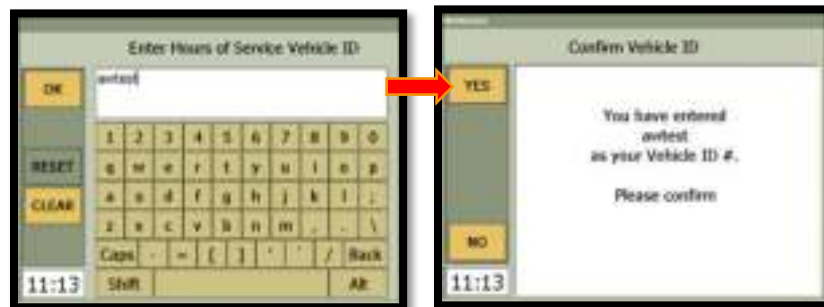 Enter Hours of Service Vehicle ID
OK
avtest
1 2 3 4 5 6 7 8 9 0
RESET
q w e r t y u i o p
CLEAR
a s d f g h j k l ;
z x c v b n m , . \
Caps - = [ ] ' ` / Back
11:13
Shift
Alt
Confirm Vehicle ID
YES
You have entered
avtest
as your Vehicle ID #.
Please confirm
NO
11:13